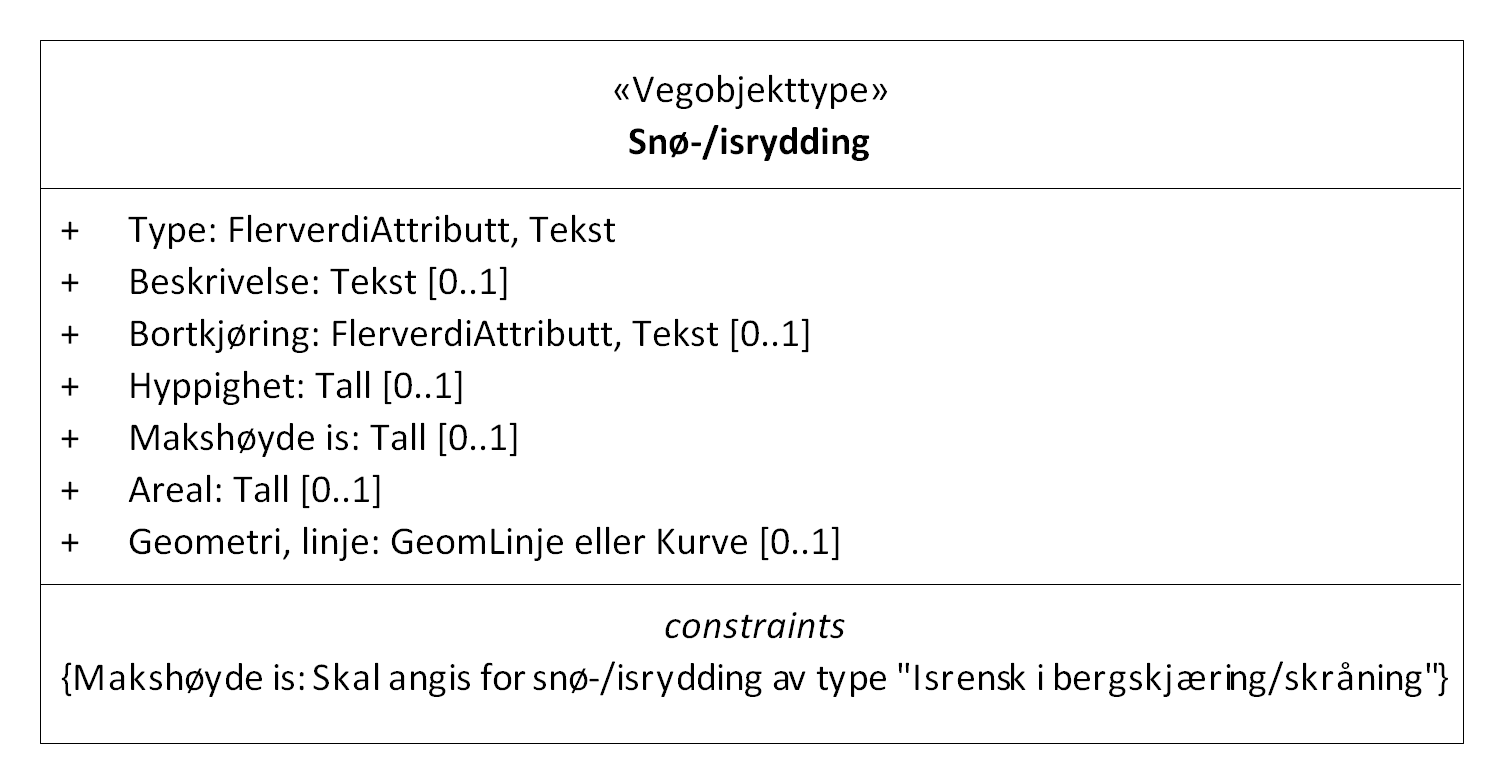 «Vegobjekttype»
Snø-/isrydding
+ Type: FlerverdiAttributt, Tekst
+ Beskrivelse: Tekst [0..1]
+ Bortkjøring: FlerverdiAttributt, Tekst [0..1]
+ Hyppighet: Tall [0..1]
+ Makshøyde is: Tall [0..1]
+ Areal: Tall [0..1]
+ Geometri, linje: GeomLinje eller Kurve [0..1]
constraints
{Makshøyde is: Skal angis for snø-/isrydding av type "Isrensk i bergskjæring/skråning"}